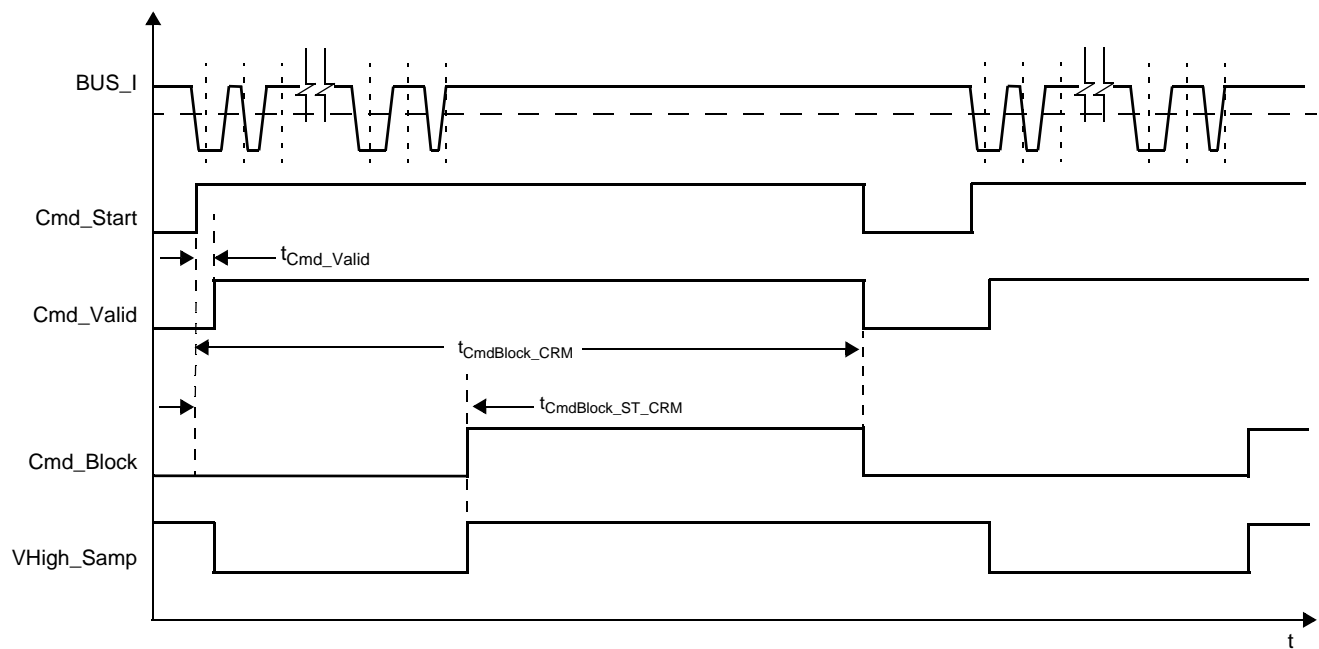 BUS_I
Cmd_Start
tCmd_Valid
Cmd_Valid
tCmdBlock_CRM
tCmdBlock_ST_CRM
Cmd_Block
VHigh_Samp
t